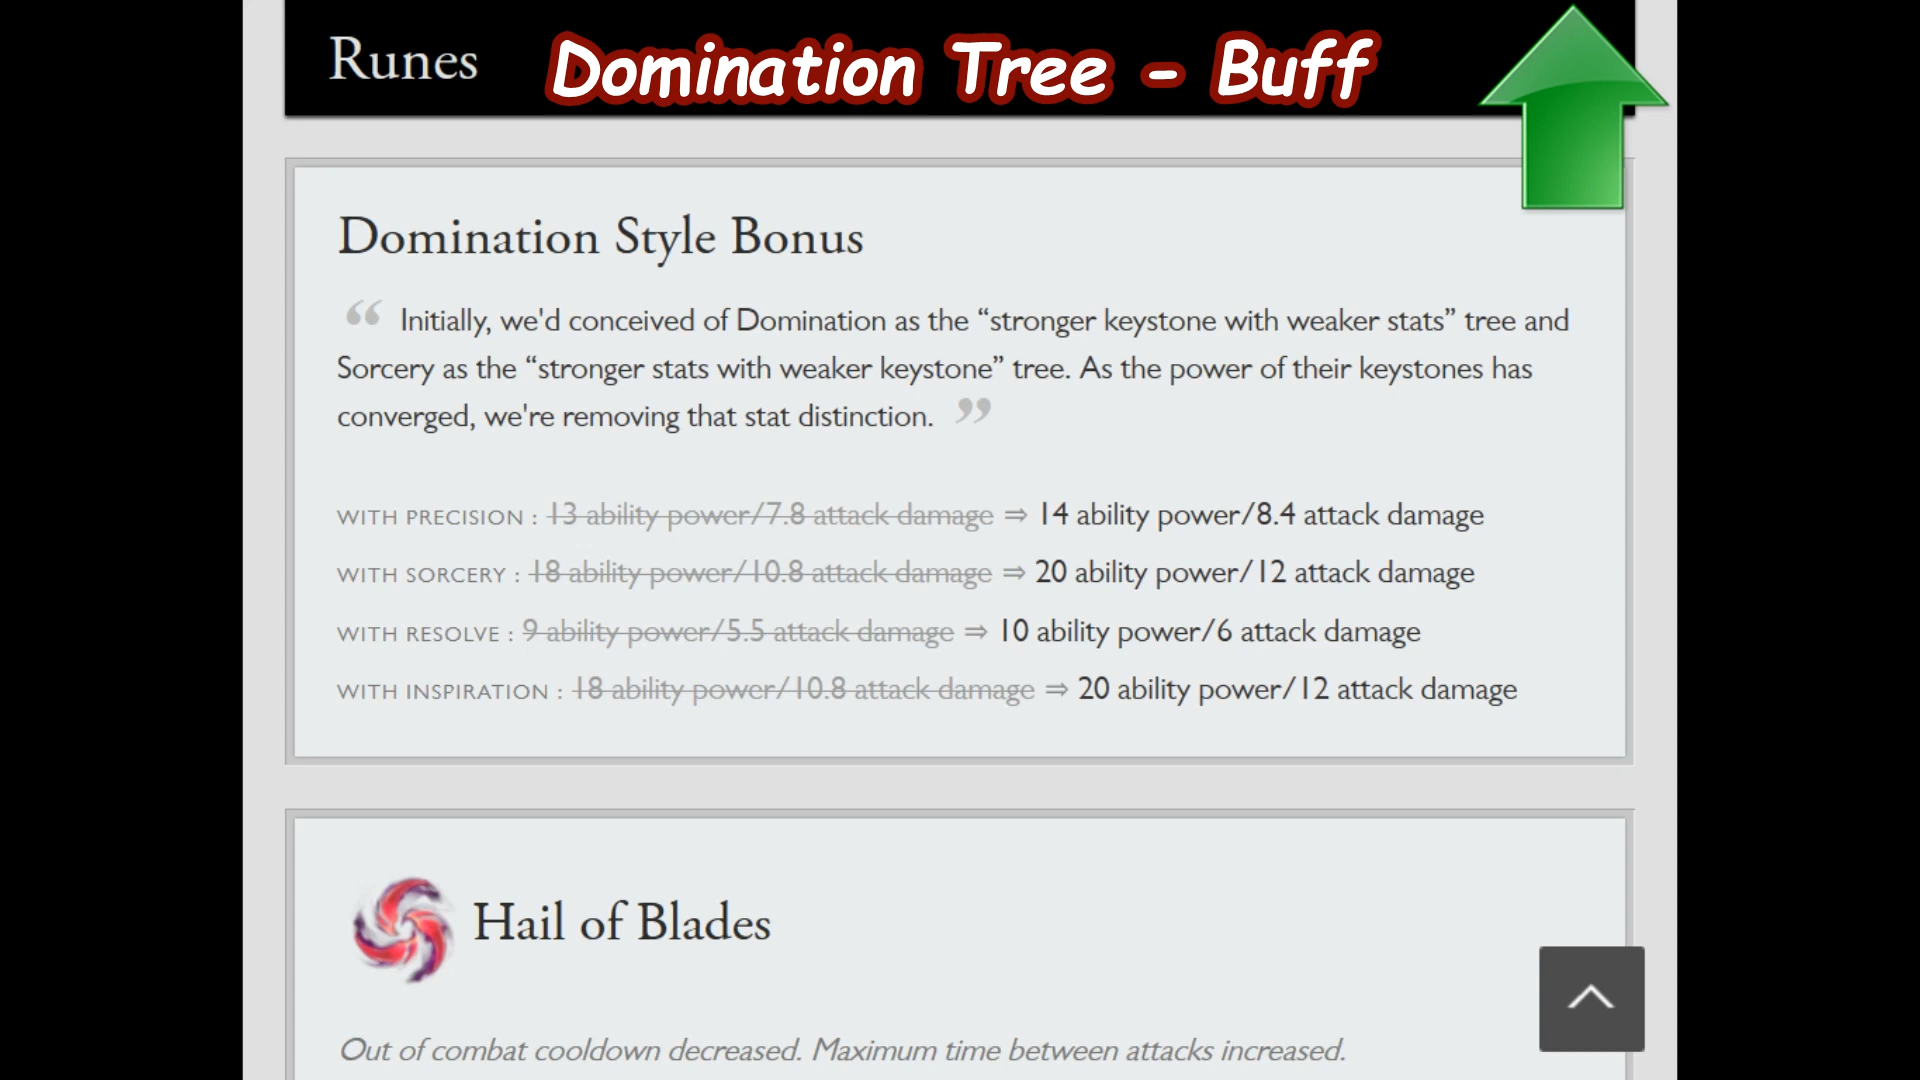 Runes
Domination Tree - Buff
Domination Style Bonus
“ Initially, we'd conceived of Domination as the “stronger keystone with weaker stats” tree and
Sorcery as the “stronger stats with weaker keystone” tree. As the power of their keystones has
converged, we're removing that stat distinction. ”
WITH PRECISION : 13 ability power/7.8 attack damage ⇒ 14 ability power/8.4 attack damage
WITH SORCERY : 18 ability power/10.8 attack damage ⇒ 20 ability power/12 attack damage
WITH RESOLVE : 9 ability power/5.5 attack damage ⇒ 10 ability power/6 attack damage
WITH INSPIRATION : 18 ability power/10.8 attack damage ⇒ 20 ability power/12 attack damage
Hail of Blades
Out of combat cooldown decreased. Maximum time between attacks increased.